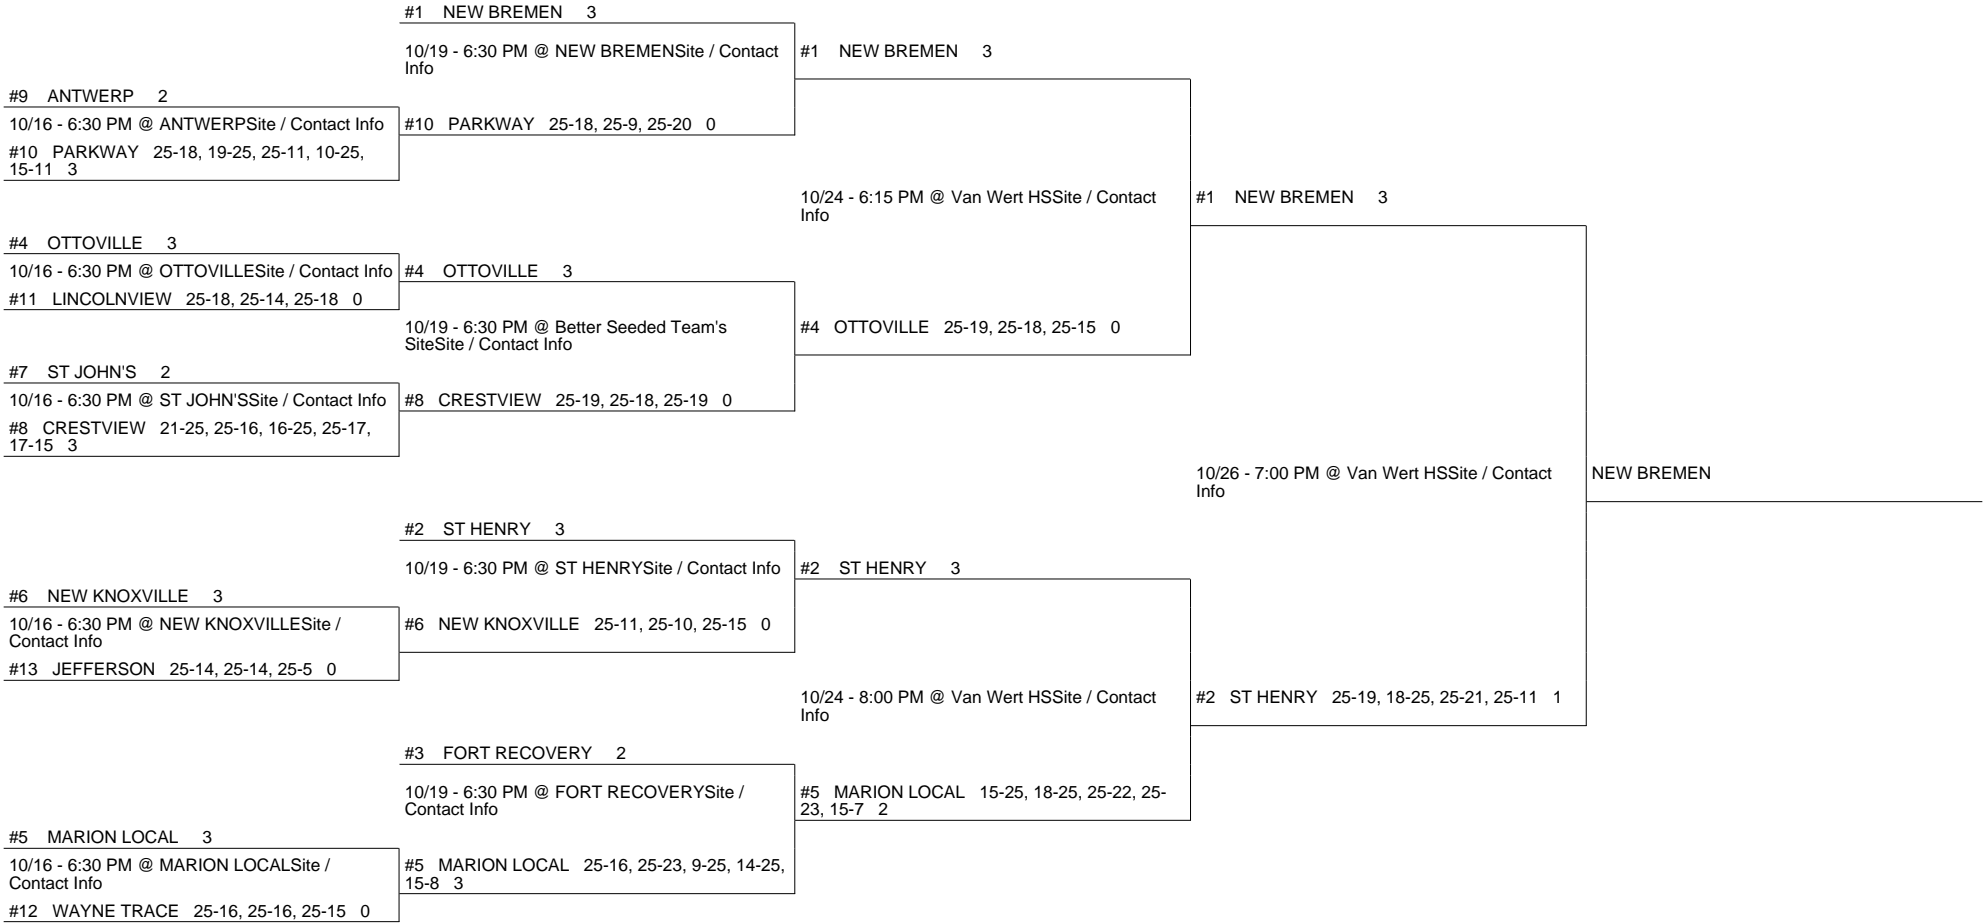 #1 NEW BREMEN 3
10/19 - 6:30 PM @ NEW BREMENSite / Contact
Info
#9 ANTWERP 2
10/16 - 6:30 PM @ ANTWERPSite / Contact Info
#10 PARKWAY 25-18, 19-25, 25-11, 10-25,
15-11 3
#10 PARKWAY 25-18, 25-9, 25-20 0
#1 NEW BREMEN 3
10/24 - 6:15 PM @ Van Wert HSSite / Contact
Info
#4 OTTOVILLE 3
10/16 - 6:30 PM @ OTTOVILLESite / Contact Info
#11 LINCOLNVIEW 25-18, 25-14, 25-18 0
#4 OTTOVILLE 3
10/19 - 6:30 PM @ Better Seeded Team's
SiteSite / Contact Info
#7 ST JOHN'S 2
10/16 - 6:30 PM @ ST JOHN'SSite / Contact Info
#8 CRESTVIEW 21-25, 25-16, 16-25, 25-17,
17-15 3
#8 CRESTVIEW 25-19, 25-18, 25-19 0
#4 OTTOVILLE 25-19, 25-18, 25-15 0
#1 NEW BREMEN 3
10/26 - 7:00 PM @ Van Wert HSSite / Contact
Info
NEW BREMEN
#2 ST HENRY 3
10/19 - 6:30 PM @ ST HENRYSite / Contact Info
#6 NEW KNOXVILLE 3
10/16 - 6:30 PM @ NEW KNOXVILLESite /
Contact Info
#13 JEFFERSON 25-14, 25-14, 25-5 0
#6 NEW KNOXVILLE 25-11, 25-10, 25-15 0
#2 ST HENRY 3
10/24 - 8:00 PM @ Van Wert HSSite / Contact
Info
#2 ST HENRY 25-19, 18-25, 25-21, 25-11 1
#3 FORT RECOVERY 2
10/19 - 6:30 PM @ FORT RECOVERYSite /
Contact Info
#5 MARION LOCAL 15-25, 18-25, 25-22, 25-
23, 15-7 2
#5 MARION LOCAL 3
10/16 - 6:30 PM @ MARION LOCALSite /
Contact Info
#12 WAYNE TRACE 25-16, 25-16, 25-15 0
#5 MARION LOCAL 25-16, 25-23, 9-25, 14-25,
15-8 3